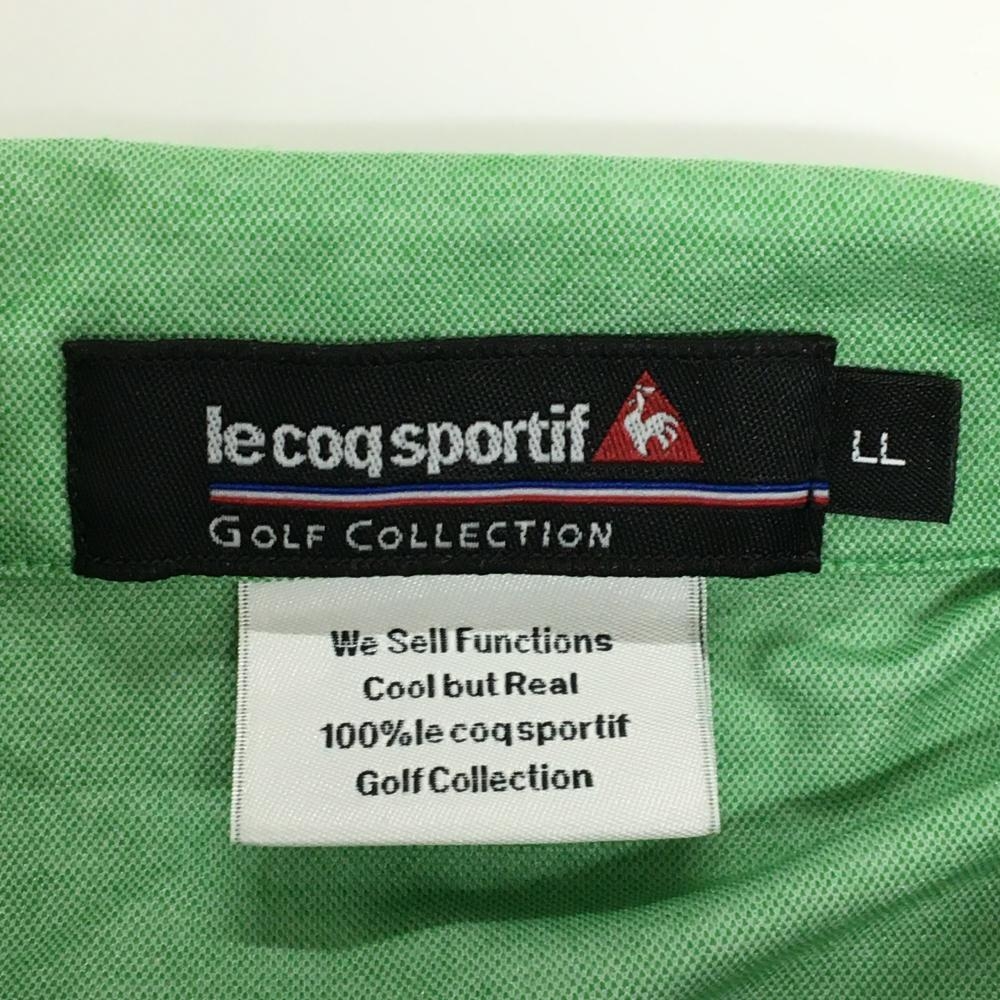 le coq sportif
GOLF COLLECTION
LL
We Sell Functions
Cool but Real
100% le coq sportif
Golf Collection